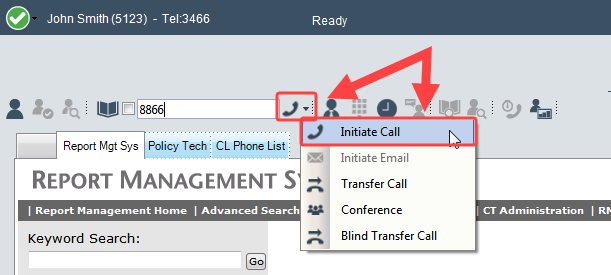 John Smith (5123) - Tel:3466
Ready
8866
Initiate Call
Initiate Email
Transfer Call
Conference
Blind Transfer Call
Report Mgt Sys
Policy Tech
CL Phone List
REPORT MANAGEMENT S
| Report Management Home | Advanced Search
| CT Administration | RM
Keyword Search:
Go